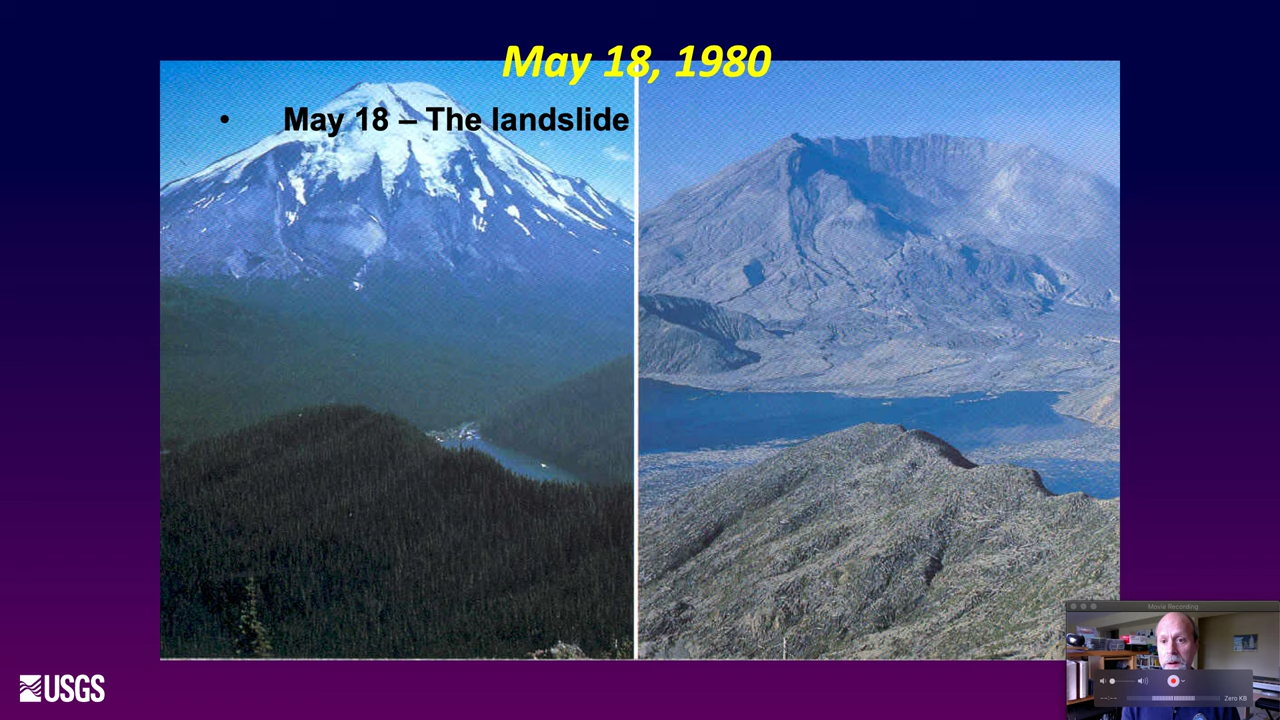 May 18, 1980
• May 18 – The landslide
USGS
Movie Recording
--:--
Zero KB